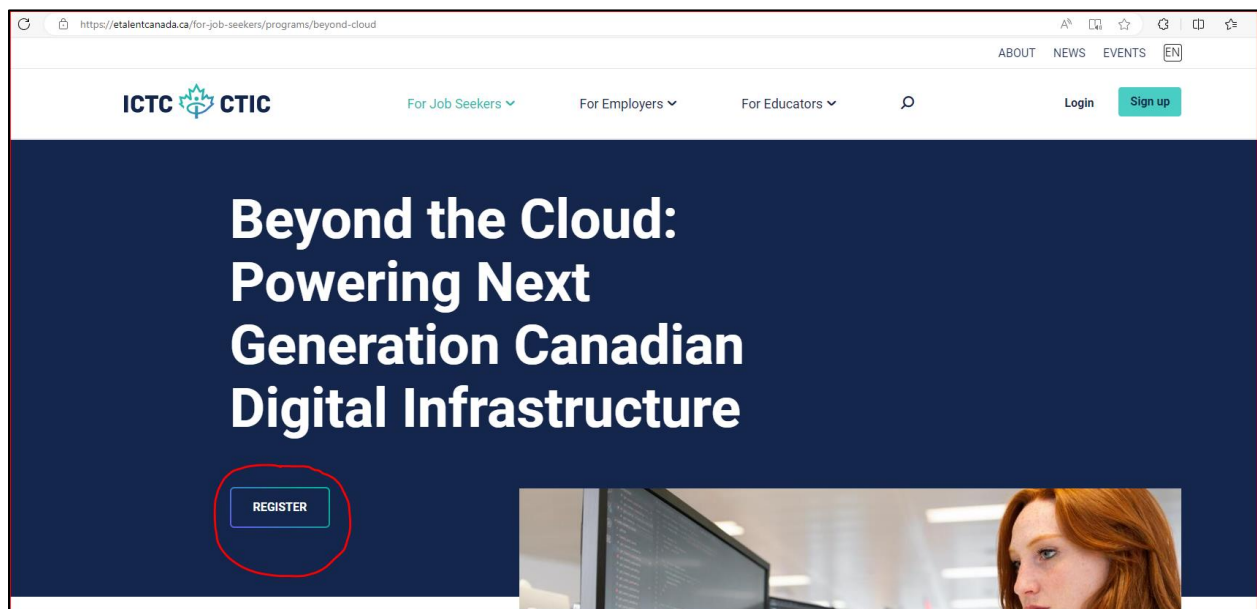 https://etalentcanada.ca/for-job-seekers/programs/beyond-cloud
ABOUT NEWS EVENTS EN
ICTC CTIC For Job Seekers For Employers For Educators Login Sign up
Beyond the Cloud:
Powering Next
Generation Canadian
Digital Infrastructure
REGISTER